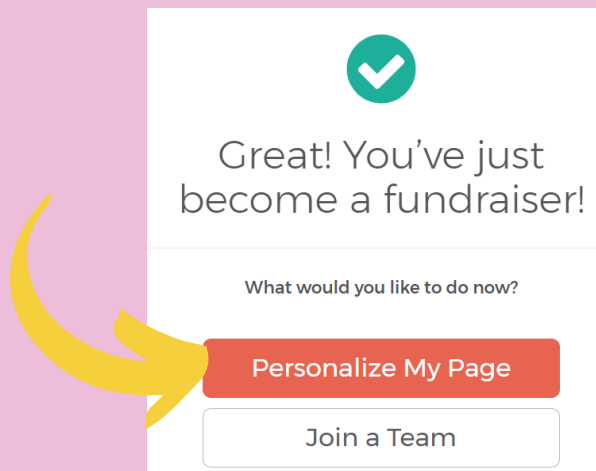 Great! You’ve just
become a fundraiser!
What would you like to do now?
Personalize My Page
Join a Team